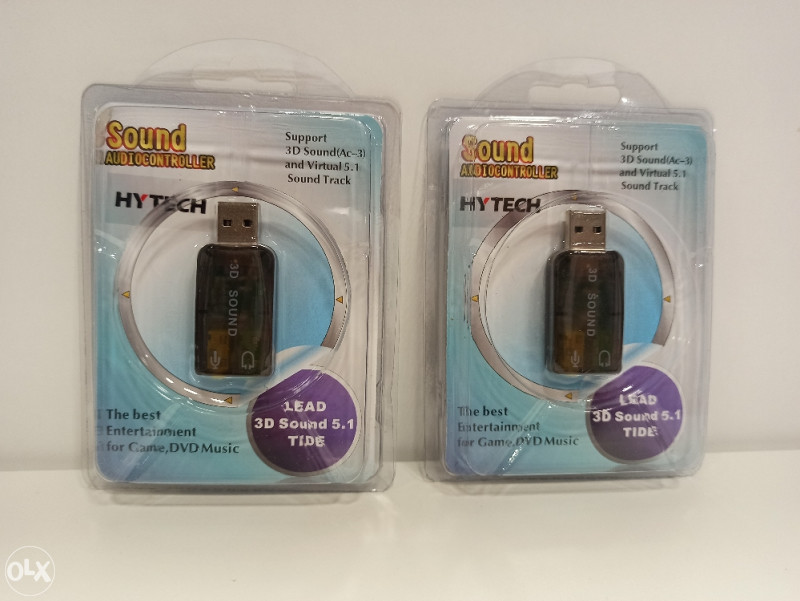 Sound
AUDIOCONTROLLER
Support
3D Sound(Ac-3)
and Virtual 5.1
Sound Track
HYTECH
3D SOUND
LEAD
3D Sound 5.1
TIDE
The best
Entertainment
for Game,DVD Music
Sound
AUDIOCONTROLLER
Support
3D Sound(Ac-3)
and Virtual 5.1
Sound Track
HYTECH
3D SOUND
LEAD
3D Sound 5.1
TIDE
The best
Entertainment
for Game,DVD Music
OLX